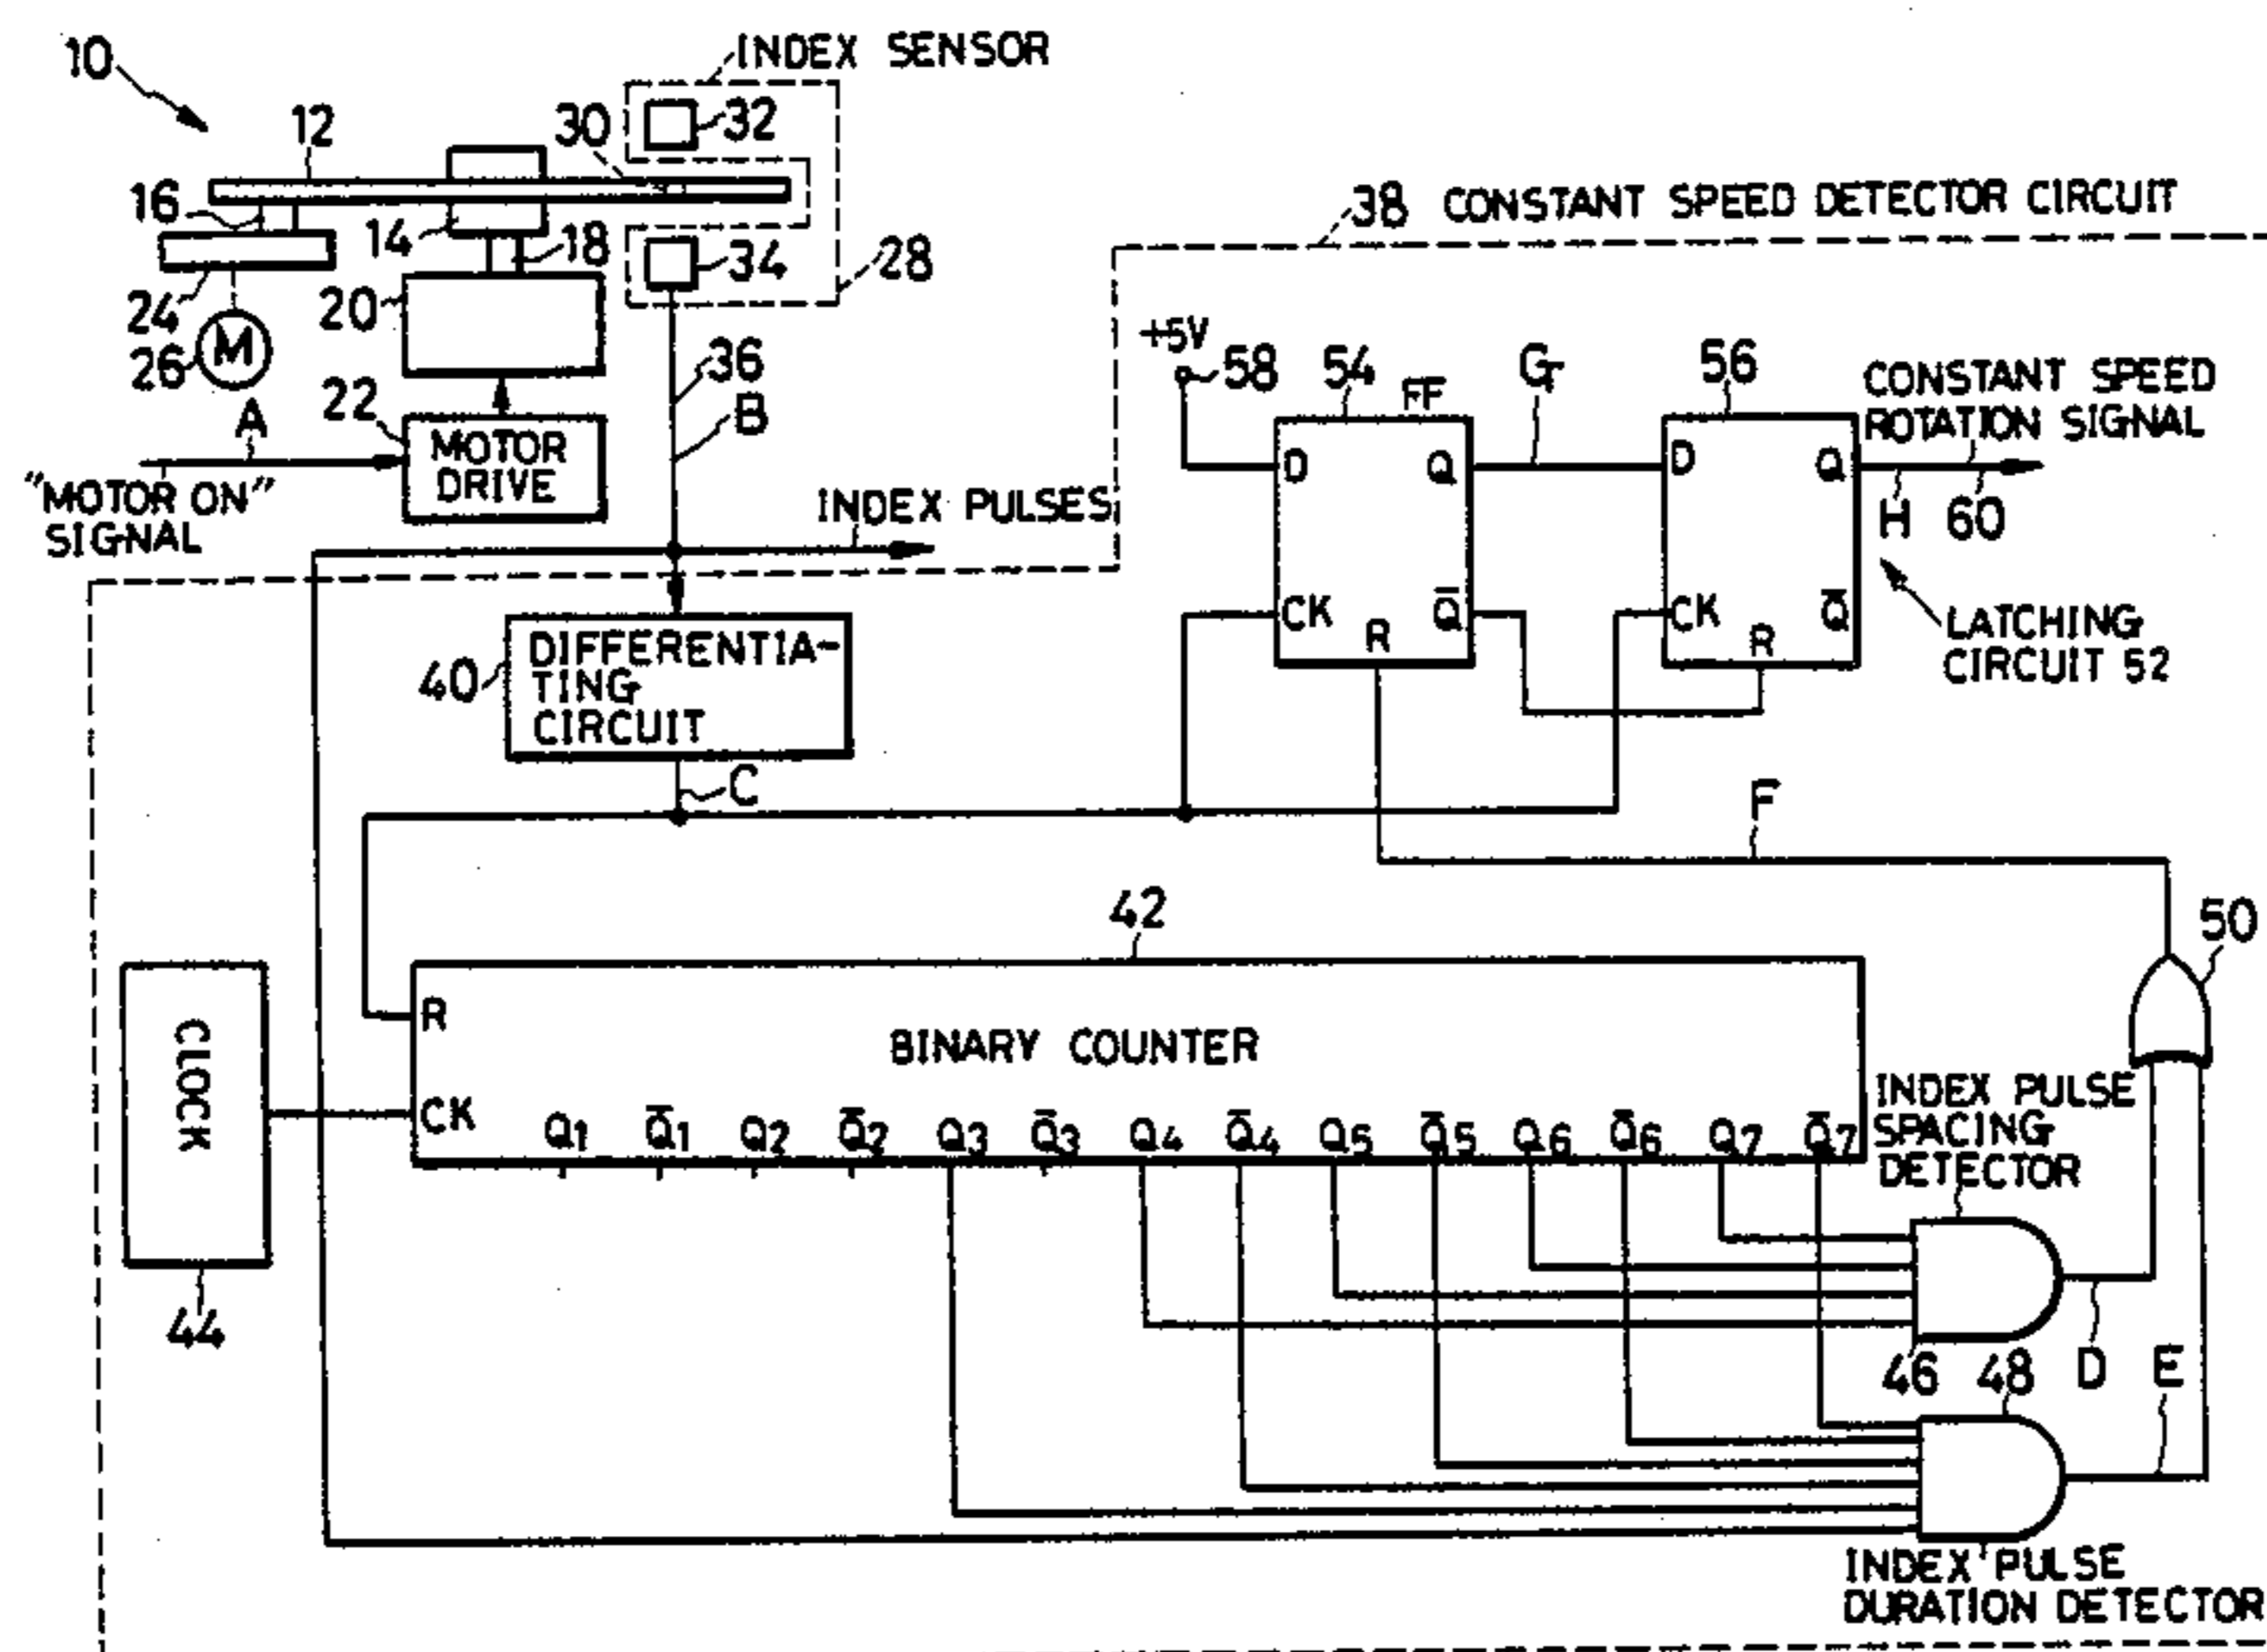 10
INDEX SENSOR
12
30
32
16
14
18
34
28
38 CONSTANT SPEED DETECTOR CIRCUIT
24
20
26
M
36
+5V
58
54
FF
G
56
CONSTANT SPEED
ROTATION SIGNAL
A
22
MOTOR
DRIVE
B
D
Q
D
Q
"MOTOR ON"
SIGNAL
INDEX PULSES
H
60
CK
R
Q̅
CK
R
Q̅
LATCHING
CIRCUIT 52
40
DIFFERENTIA-
TING
CIRCUIT
C
F
42
50
CLOCK
R
BINARY COUNTER
CK
Q1 Q̅1 Q2 Q̅2 Q3 Q̅3 Q4 Q̅4 Q5 Q̅5 Q6 Q̅6 Q7 Q̅7
INDEX PULSE
SPACING
DETECTOR
44
46
48
D
E
INDEX PULSE
DURATION DETECTOR